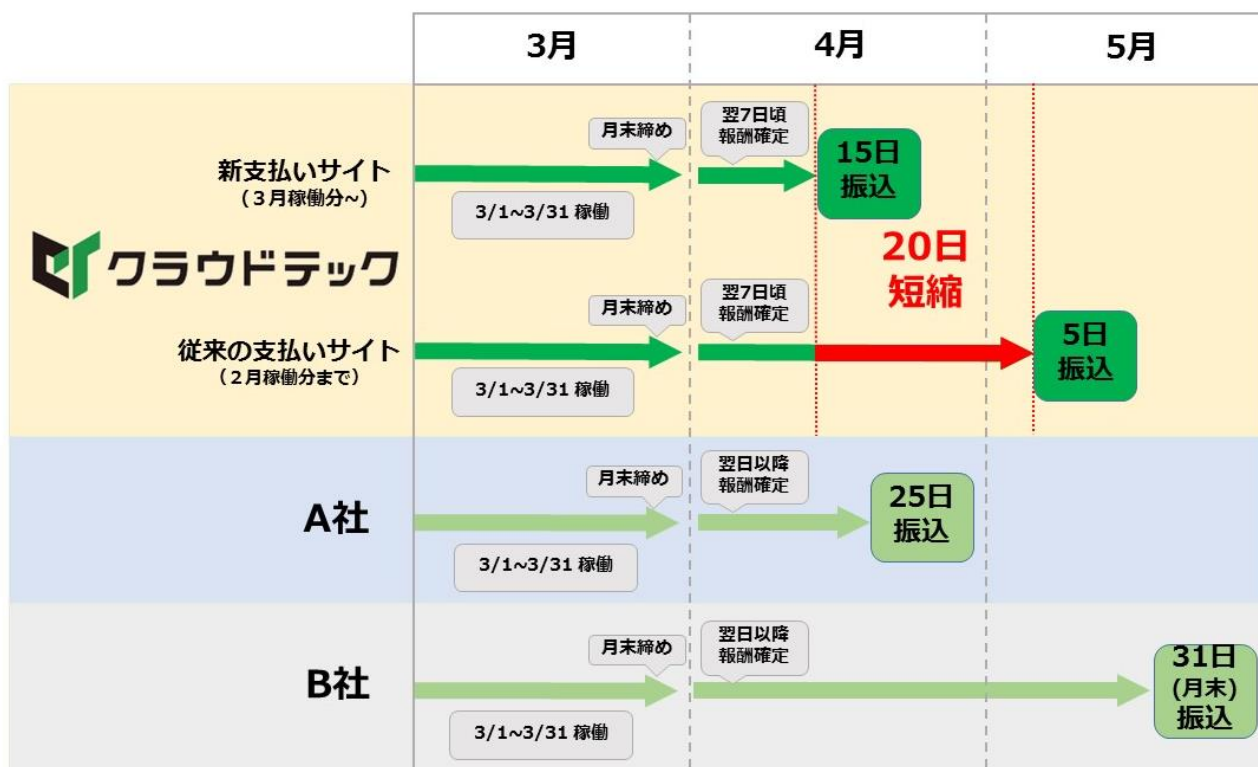 3月
4月
5月
新支払いサイト
（３月稼働分~）
月末締め
翌7日頃
報酬確定
3/1~3/31 稼働
15日
振込
クラウドテック
20日
短縮
従来の支払いサイト
（２月稼働分まで）
月末締め
翌7日頃
報酬確定
3/1~3/31 稼働
5日
振込
A社
月末締め
翌日以降
報酬確定
3/1~3/31 稼働
25日
振込
B社
月末締め
翌日以降
報酬確定
3/1~3/31 稼働
31日
(月末)
振込